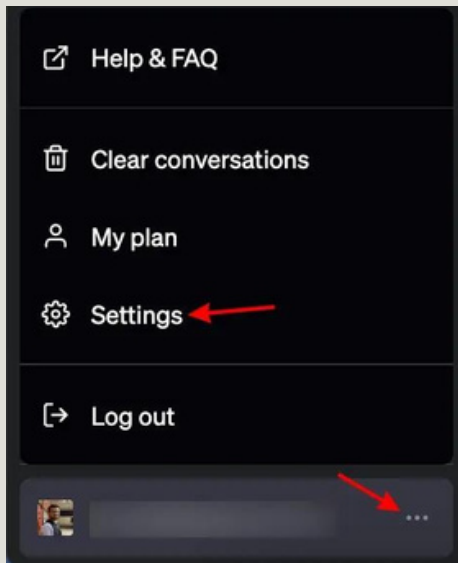 Help & FAQ
Clear conversations
My plan
Settings
Log out